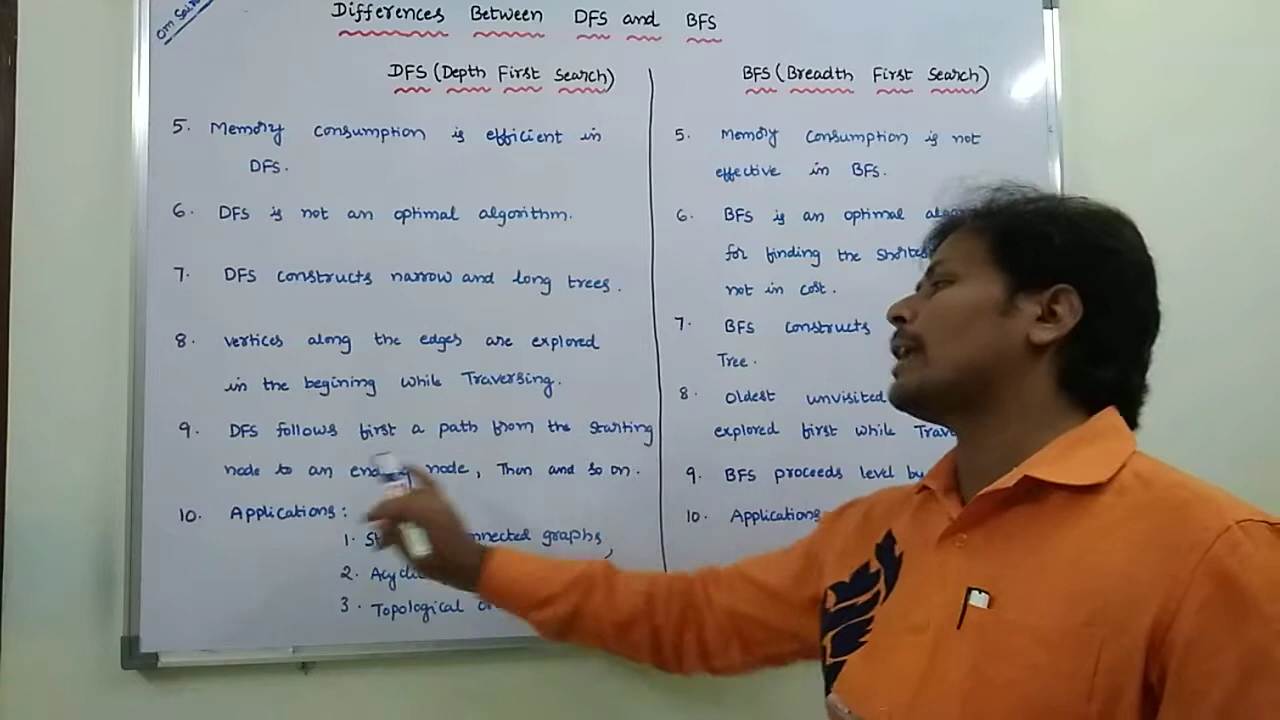 Om Sai
Differences Between DFS and BFS
DFS (Depth First Search)
5. Memory consumption is efficient in
DFS.
6. DFS is not an optimal algorithm.
7. DFS constructs narrow and long trees.
8. vertices along the edges are explored
in the begining while Traversing.
9. DFS follows first a path from the starting
node to an ending node, Then and so on.
10. Applications:
1. connected graphs,
2. Acyclic
3. Topological
BFS (Breadth First Search)
5. Memory consumption is not
effective in BFS.
6. BFS is an optimal
for finding the
not in cost.
7. BFS constructs
Tree.
8. Oldest unvisited
explored first while
9. BFS proceeds level by
10. Applications